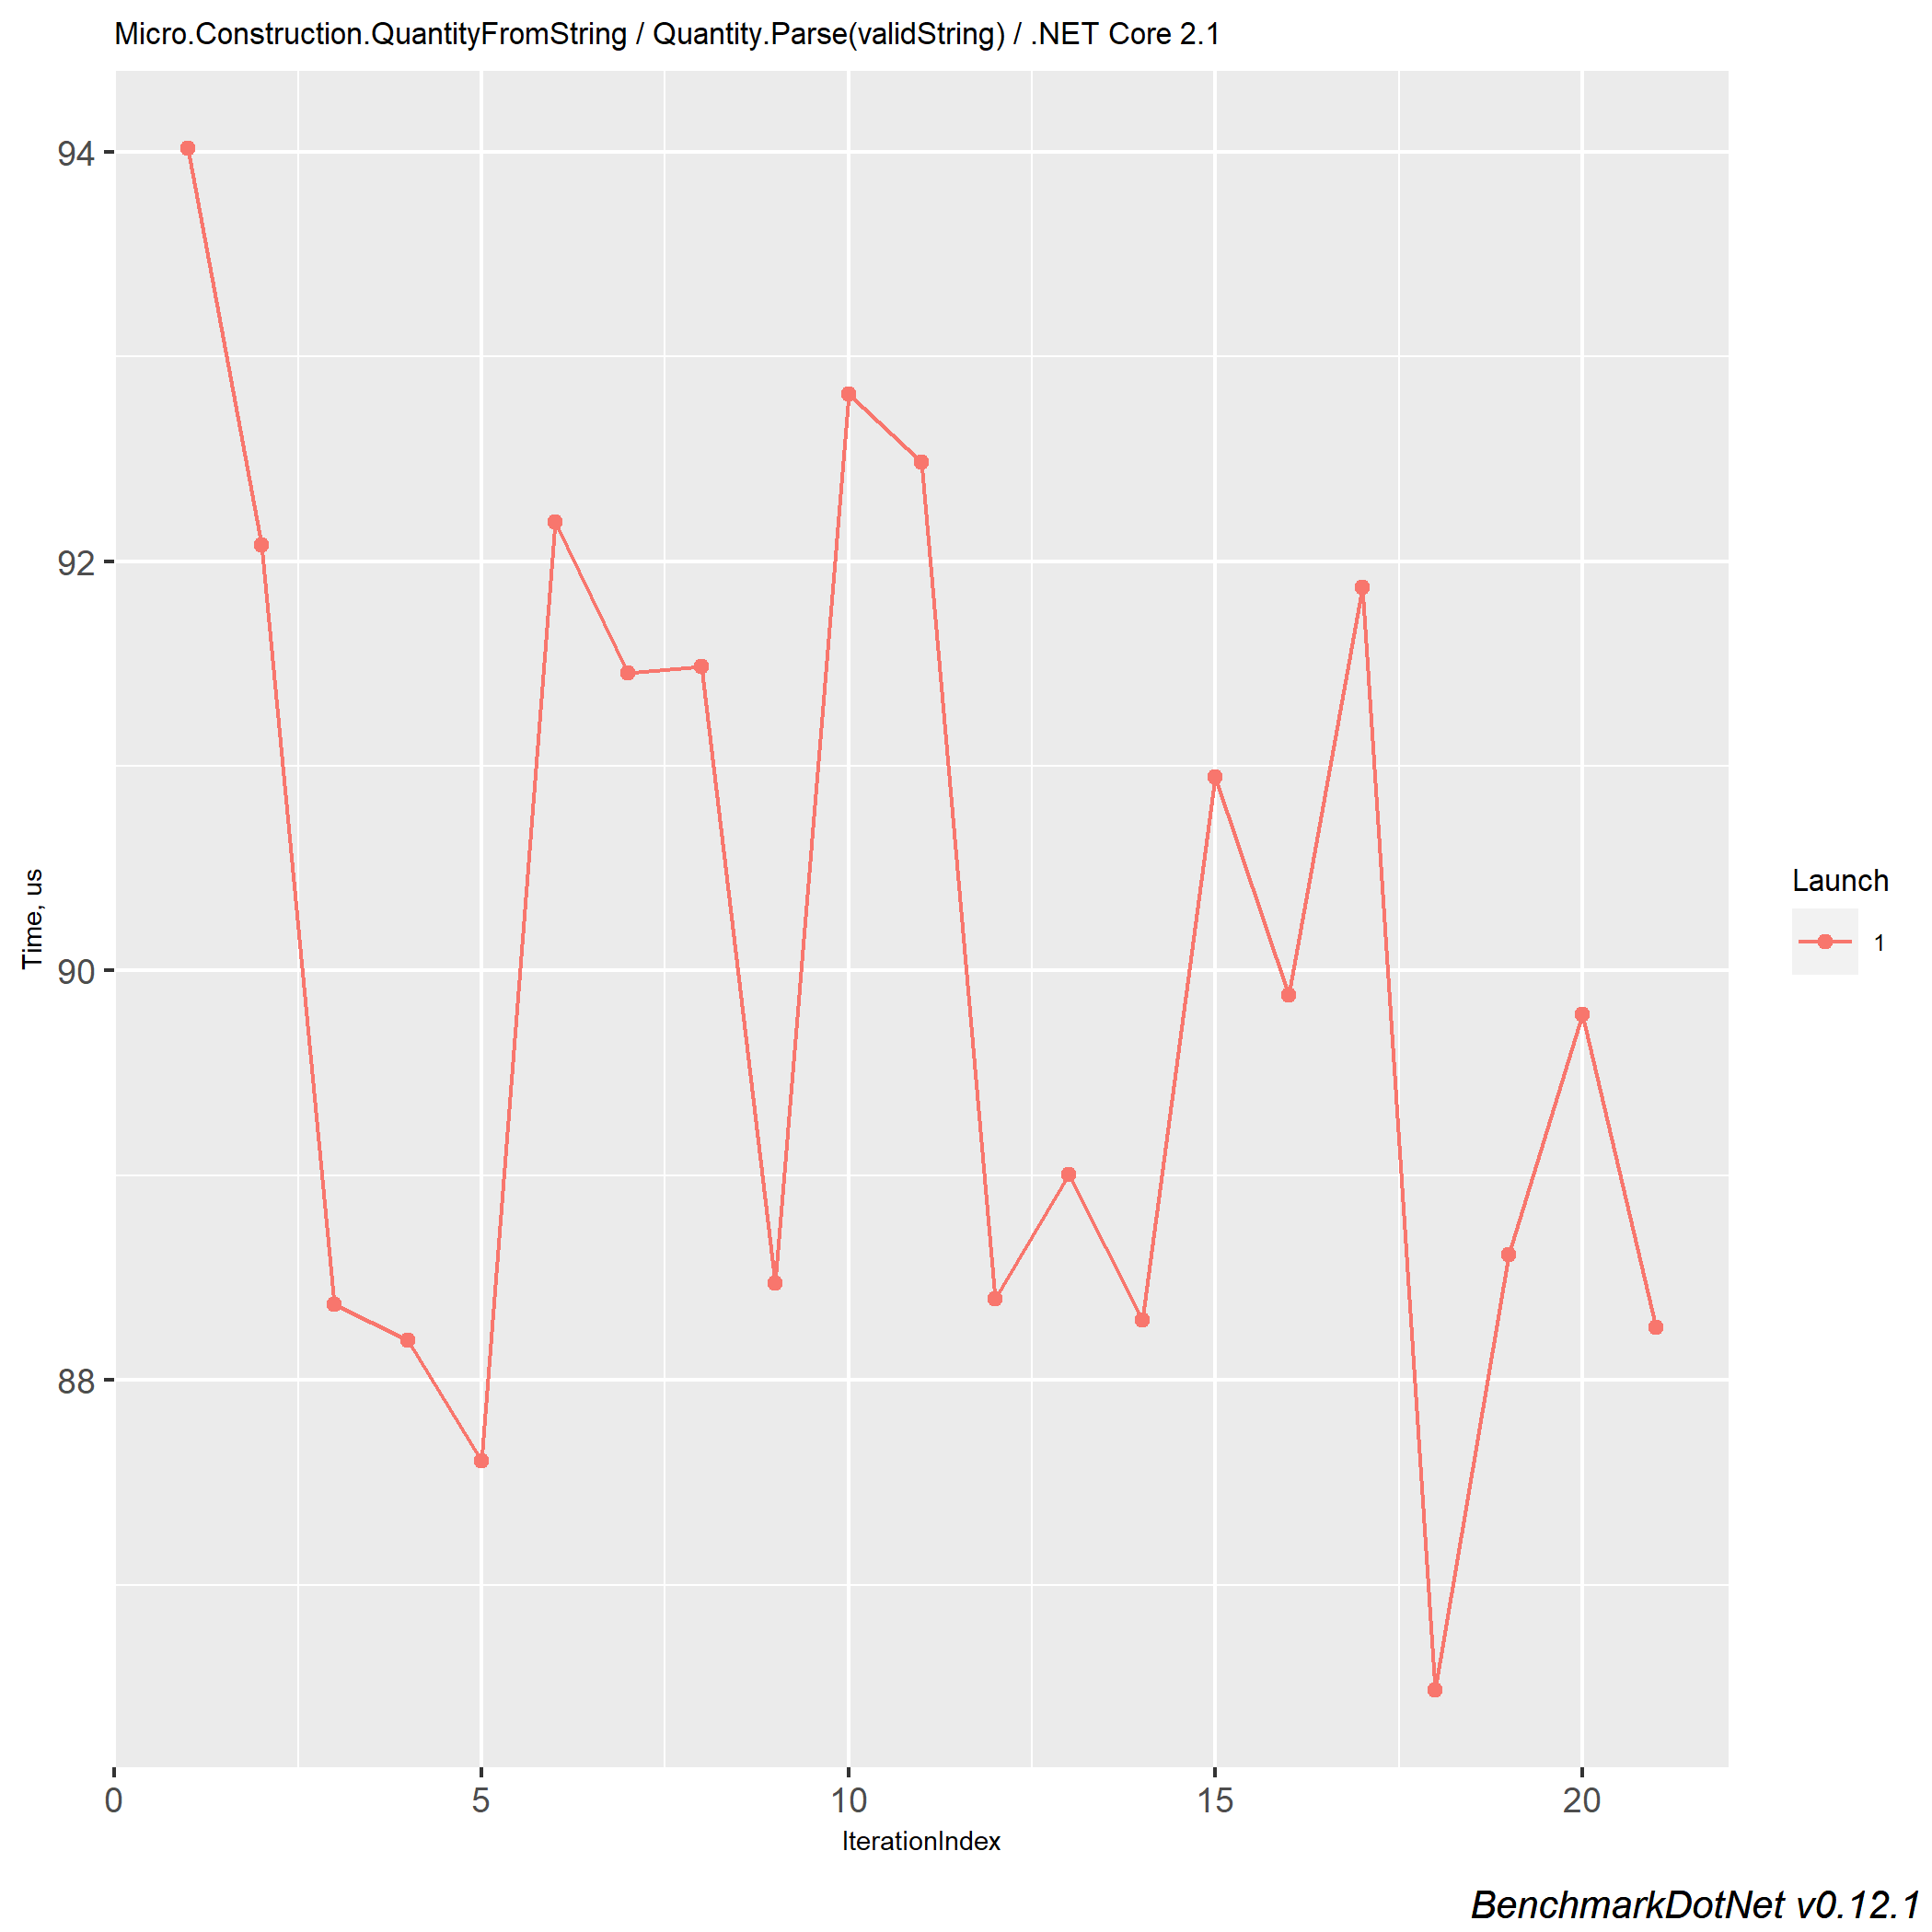 Micro.Construction.QuantityFromString / Quantity.Parse(validString) / .NET Core 2.1
94
92
90
88
Time, us
0 5 10 15 20
IterationIndex
Launch
1
BenchmarkDotNet v0.12.1